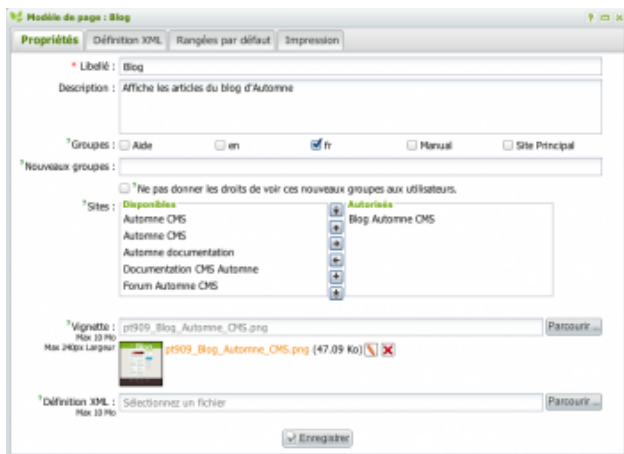 Modèle de page : Blog
Propriétés Définition XML Rangées par défaut Impression
* Libellé : Blog
Description : Affiche les articles du blog d'Automne
?Groupes : Aide en fr Manual Site Principal
?Nouveaux groupes :
?Ne pas donner les droits de voir ces nouveaux groupes aux utilisateurs.
?Sites : Disponibles Autorisés
Automne CMS Blog Automne CMS
Automne CMS
Automne documentation
Documentation CMS Automne
Forum Automne CMS
?Vignette : pt909_Blog_Automne_CMS.png Parcourir ...
Max 10 Mo
Max 240px Largeur
pt909_Blog_Automne_CMS.png (47.09 Ko)
?Définition XML : Sélectionnez un fichier Parcourir ...
Max 10 Mo
Enregistrer